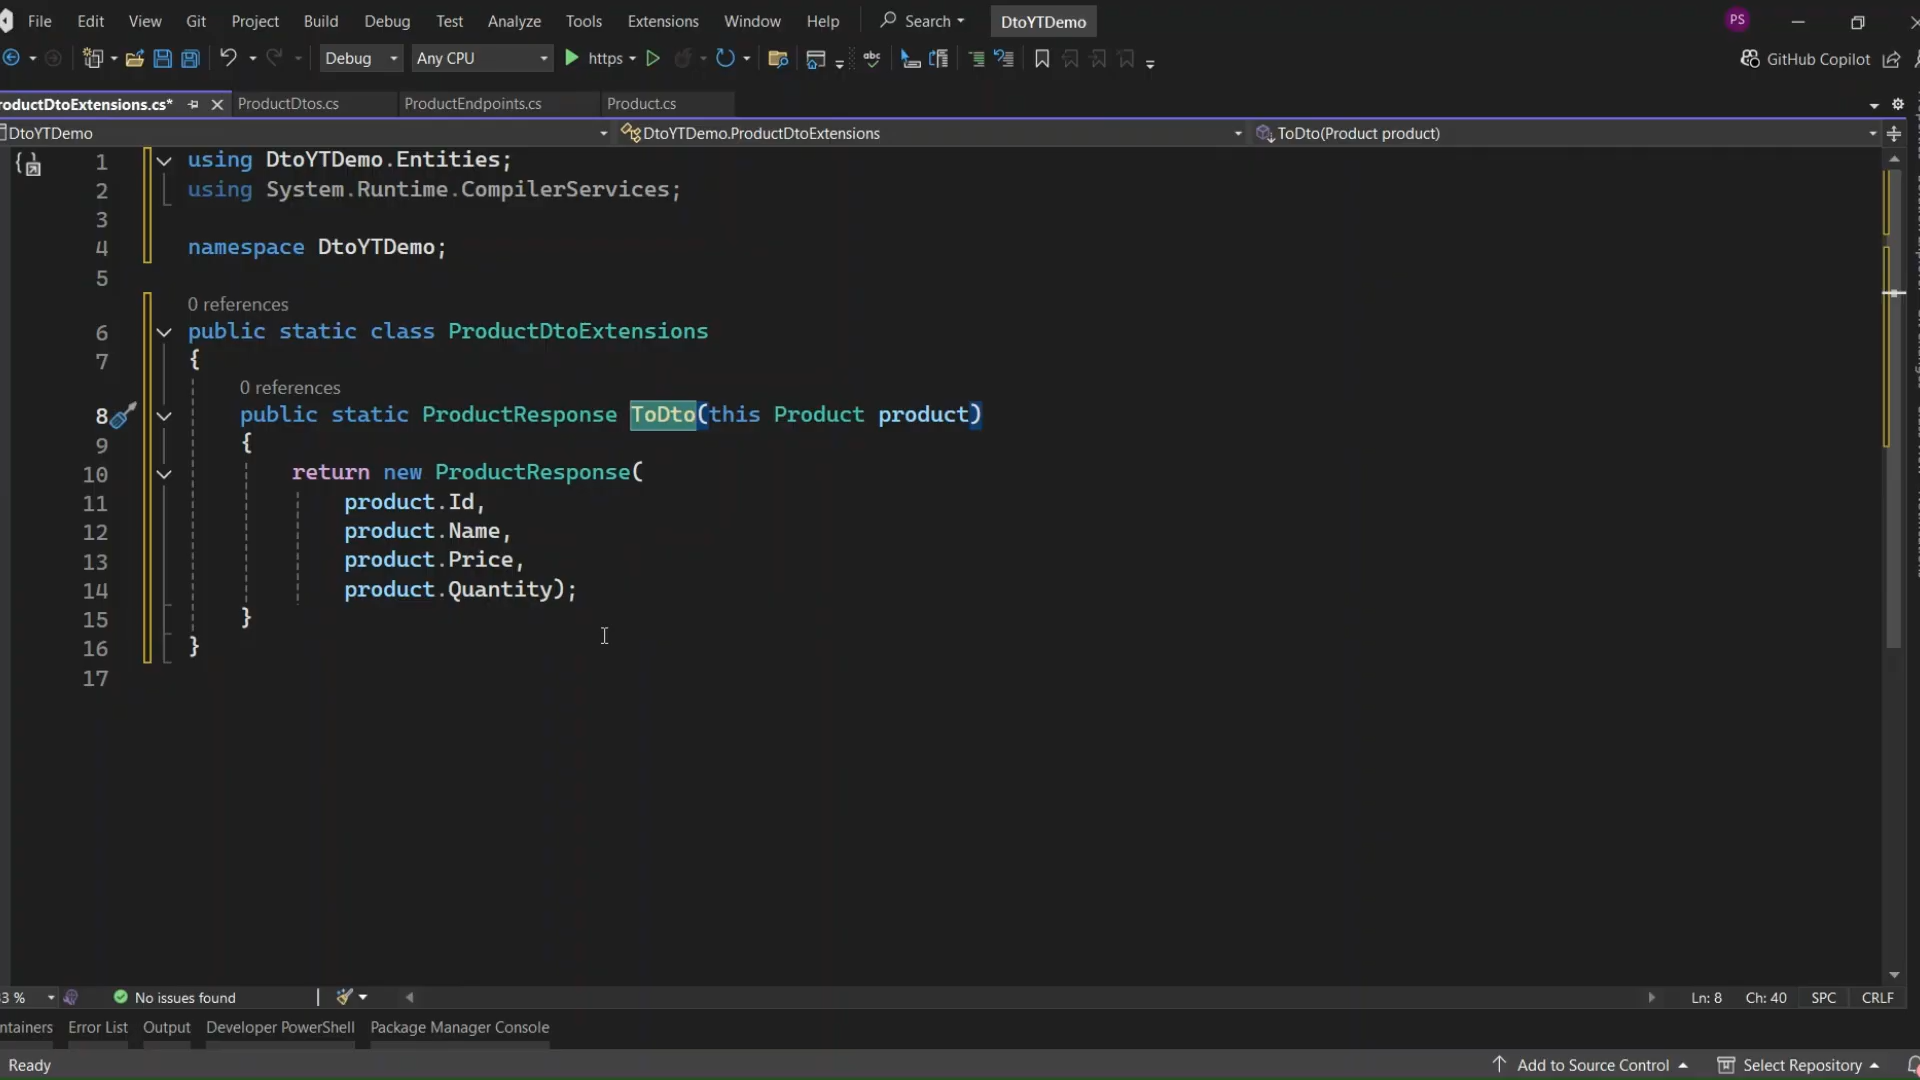 File Edit View Git Project Build Debug Test Analyze Tools Extensions Window Help Search DtoYTDemo PS
Debug Any CPU https abc GitHub Copilot
roductDtoExtensions.cs* ProductDtos.cs ProductEndpoints.cs Product.cs
DtoYTDemo DtoYTDemo.ProductDtoExtensions ToDto(Product product)
1 using DtoYTDemo.Entities;
2 using System.Runtime.CompilerServices;
3
4 namespace DtoYTDemo;
5
0 references
6 public static class ProductDtoExtensions
7 {
0 references
8 public static ProductResponse ToDto(this Product product)
9 {
10 return new ProductResponse(
11 product.Id,
12 product.Name,
13 product.Price,
14 product.Quantity);
15 }
16 }
17
3 % No issues found Ln: 8 Ch: 40 SPC CRLF
ntainers Error List Output Developer PowerShell Package Manager Console
Ready Add to Source Control Select Repository